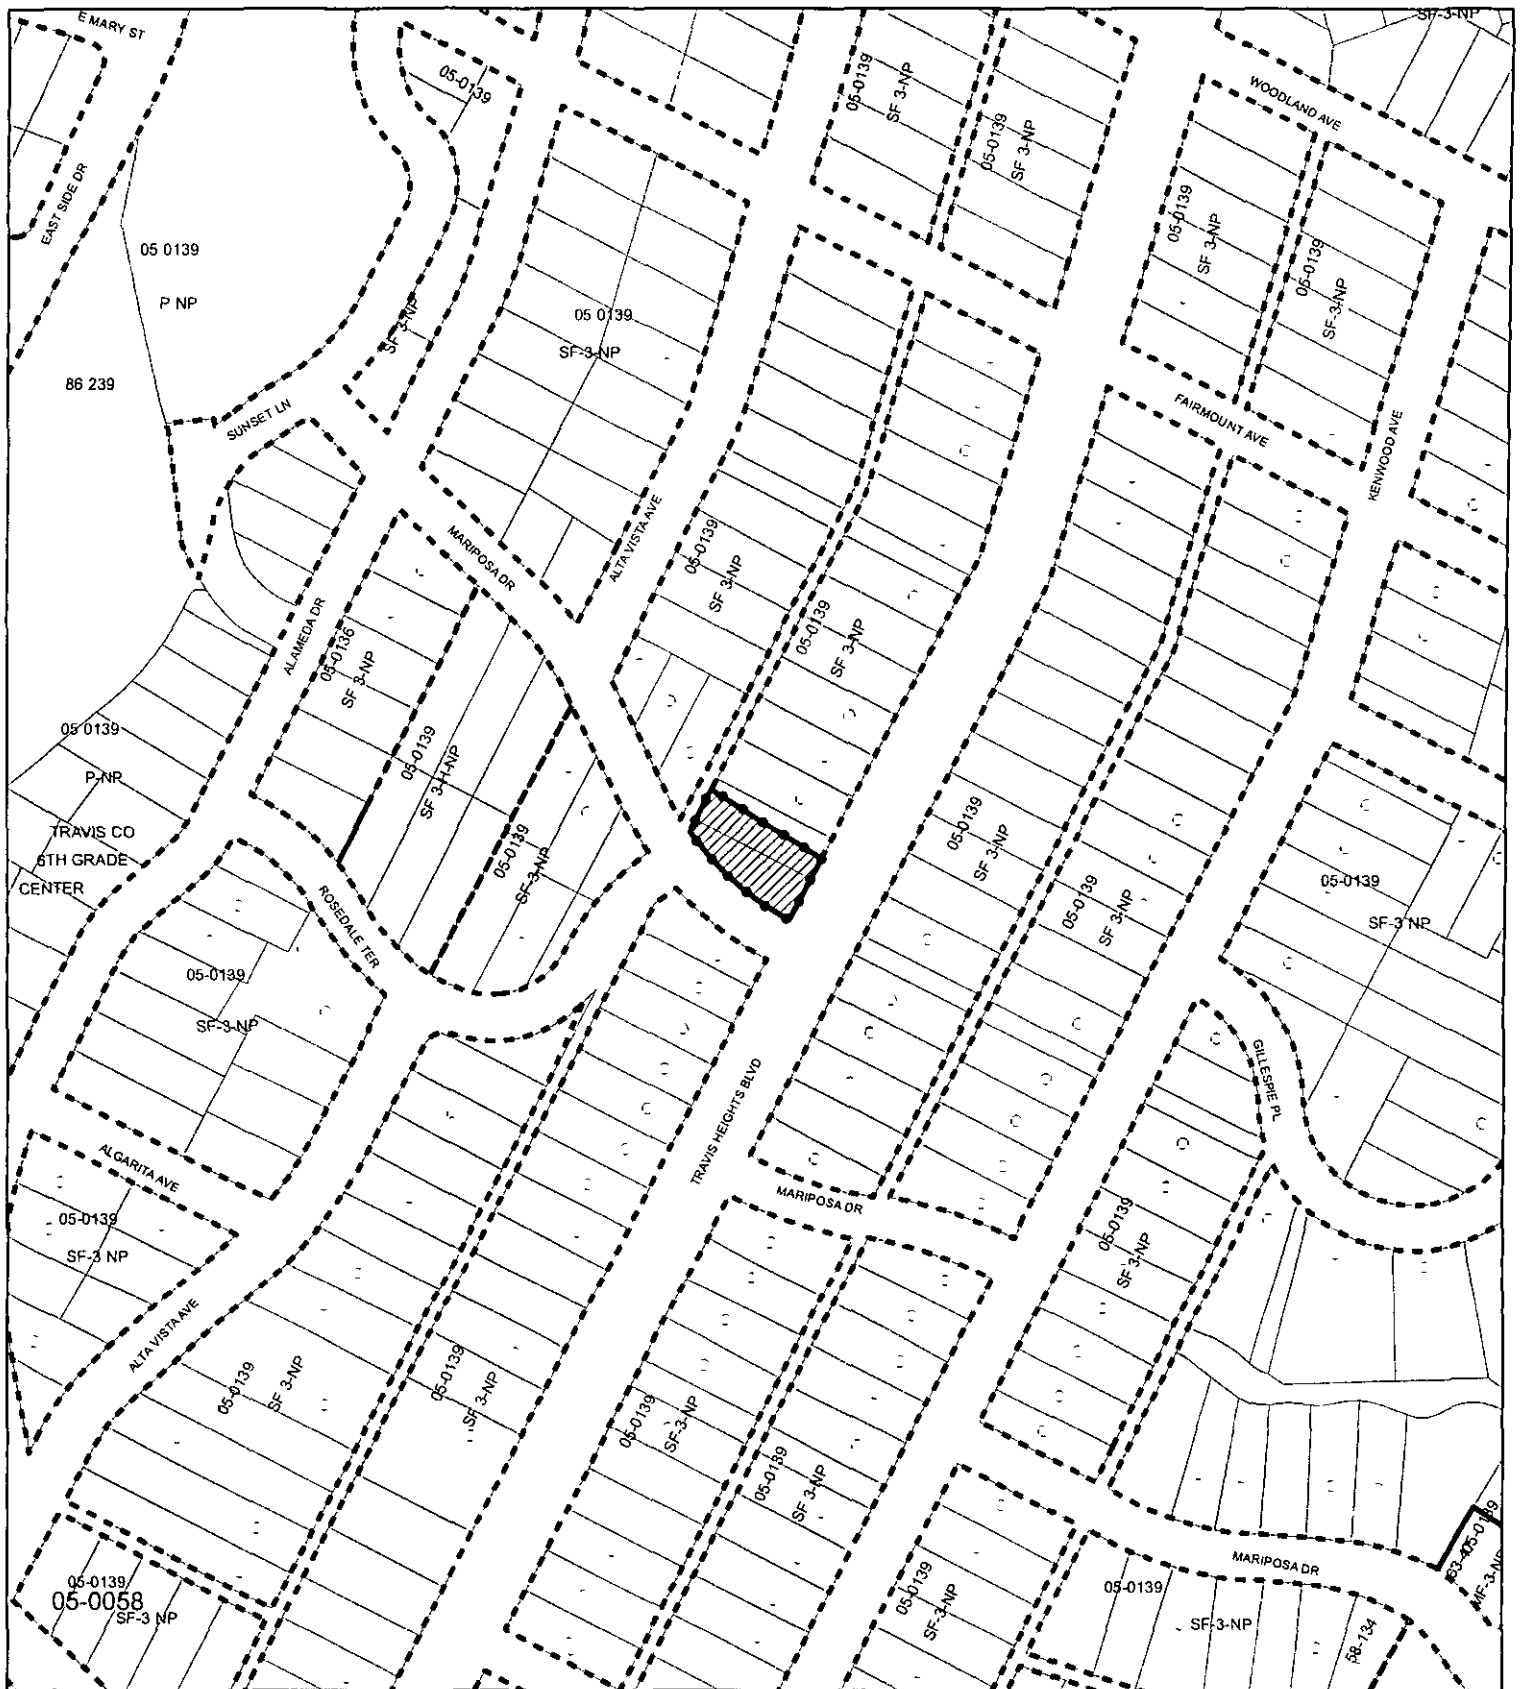 E MARY ST
SF-3-NP
05-0139
05-0139
SF 3-NP
05-0139
SF 3-NP
WOODLAND AVE
EAST SIDE DR
05 0139
P NP
SF 3-NP
05 0139
SF-3-NP
05-0139
SF 3-NP
05-0139
SF-3-NP
86 239
SUNSET LN
FAIRMOUNT AVE
KENWOOD AVE
MARIPOSA DR
ALTA VISTA AVE
05-0139
SF 3-NP
05-0139
SF 3-NP
ALAMEDA DR
05-0136
SF 3-NP
05-0139
SF 3-H-NP
05-0139
SF 3-NP
05 0139
P-NP
TRAVIS CO
6TH GRADE
CENTER
ROSEDALE TER
05-0139
SF-3-NP
05-0139
SF 3-NP
05-0139
SF 3-NP
05-0139
SF-3 NP
GILLESPIE PL
TRAVIS HEIGHTS BLVD
ALGARITA AVE
05-0139
SF-3 NP
MARIPOSA DR
05-0139
SF 3-NP
ALTA VISTA AVE
05-0139
SF 3-NP
05-0139
SF 3-NP
05-0139
SF-3-NP
05-0139
SF 3-NP
05-0139
05-0058
SF-3 NP
05-0139
SF-3-NP
MARIPOSA DR
05-0139
SF-3-NP
58-134
05-0139
MF-3-NP